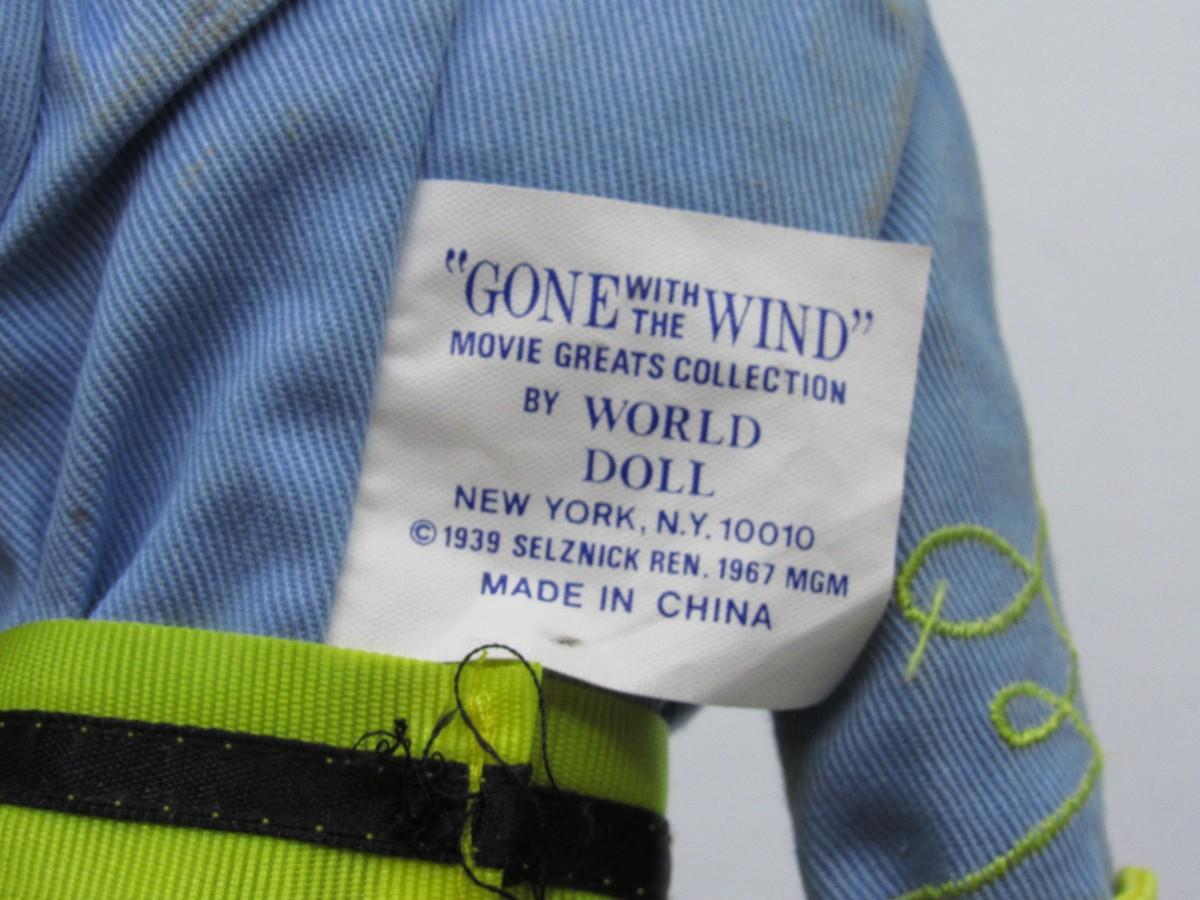 "GONE WITH THE WIND"
MOVIE GREATS COLLECTION
BY WORLD
DOLL
NEW YORK, N.Y. 10010
© 1939 SELZNICK REN. 1967 MGM
MADE IN CHINA